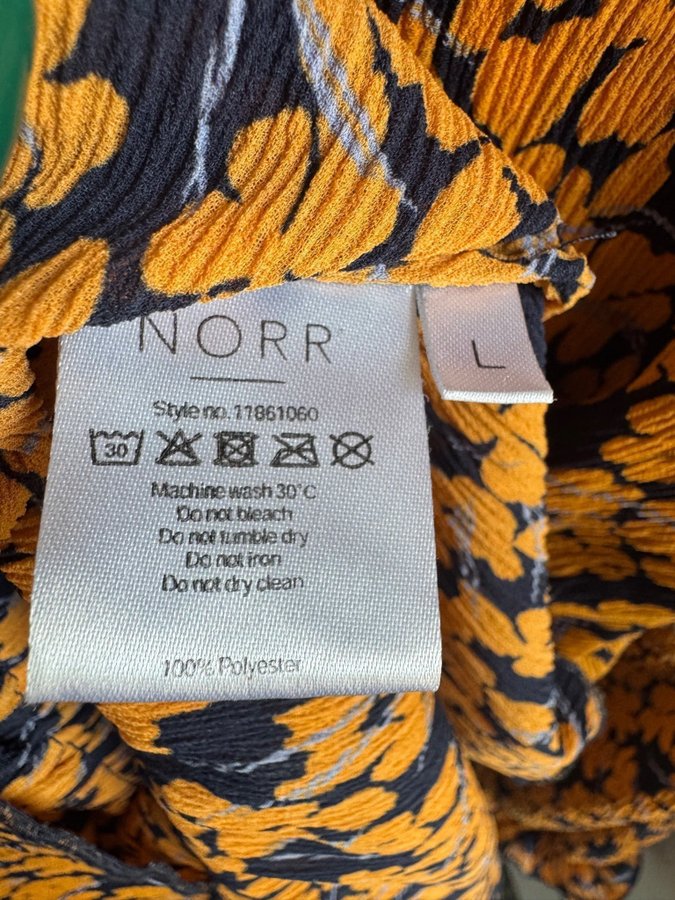 NORR
L
Style no. 11861060
30
Machine wash 30°C
Do not bleach
Do not tumble dry
Do not iron
Do not dry clean
100% Polyester